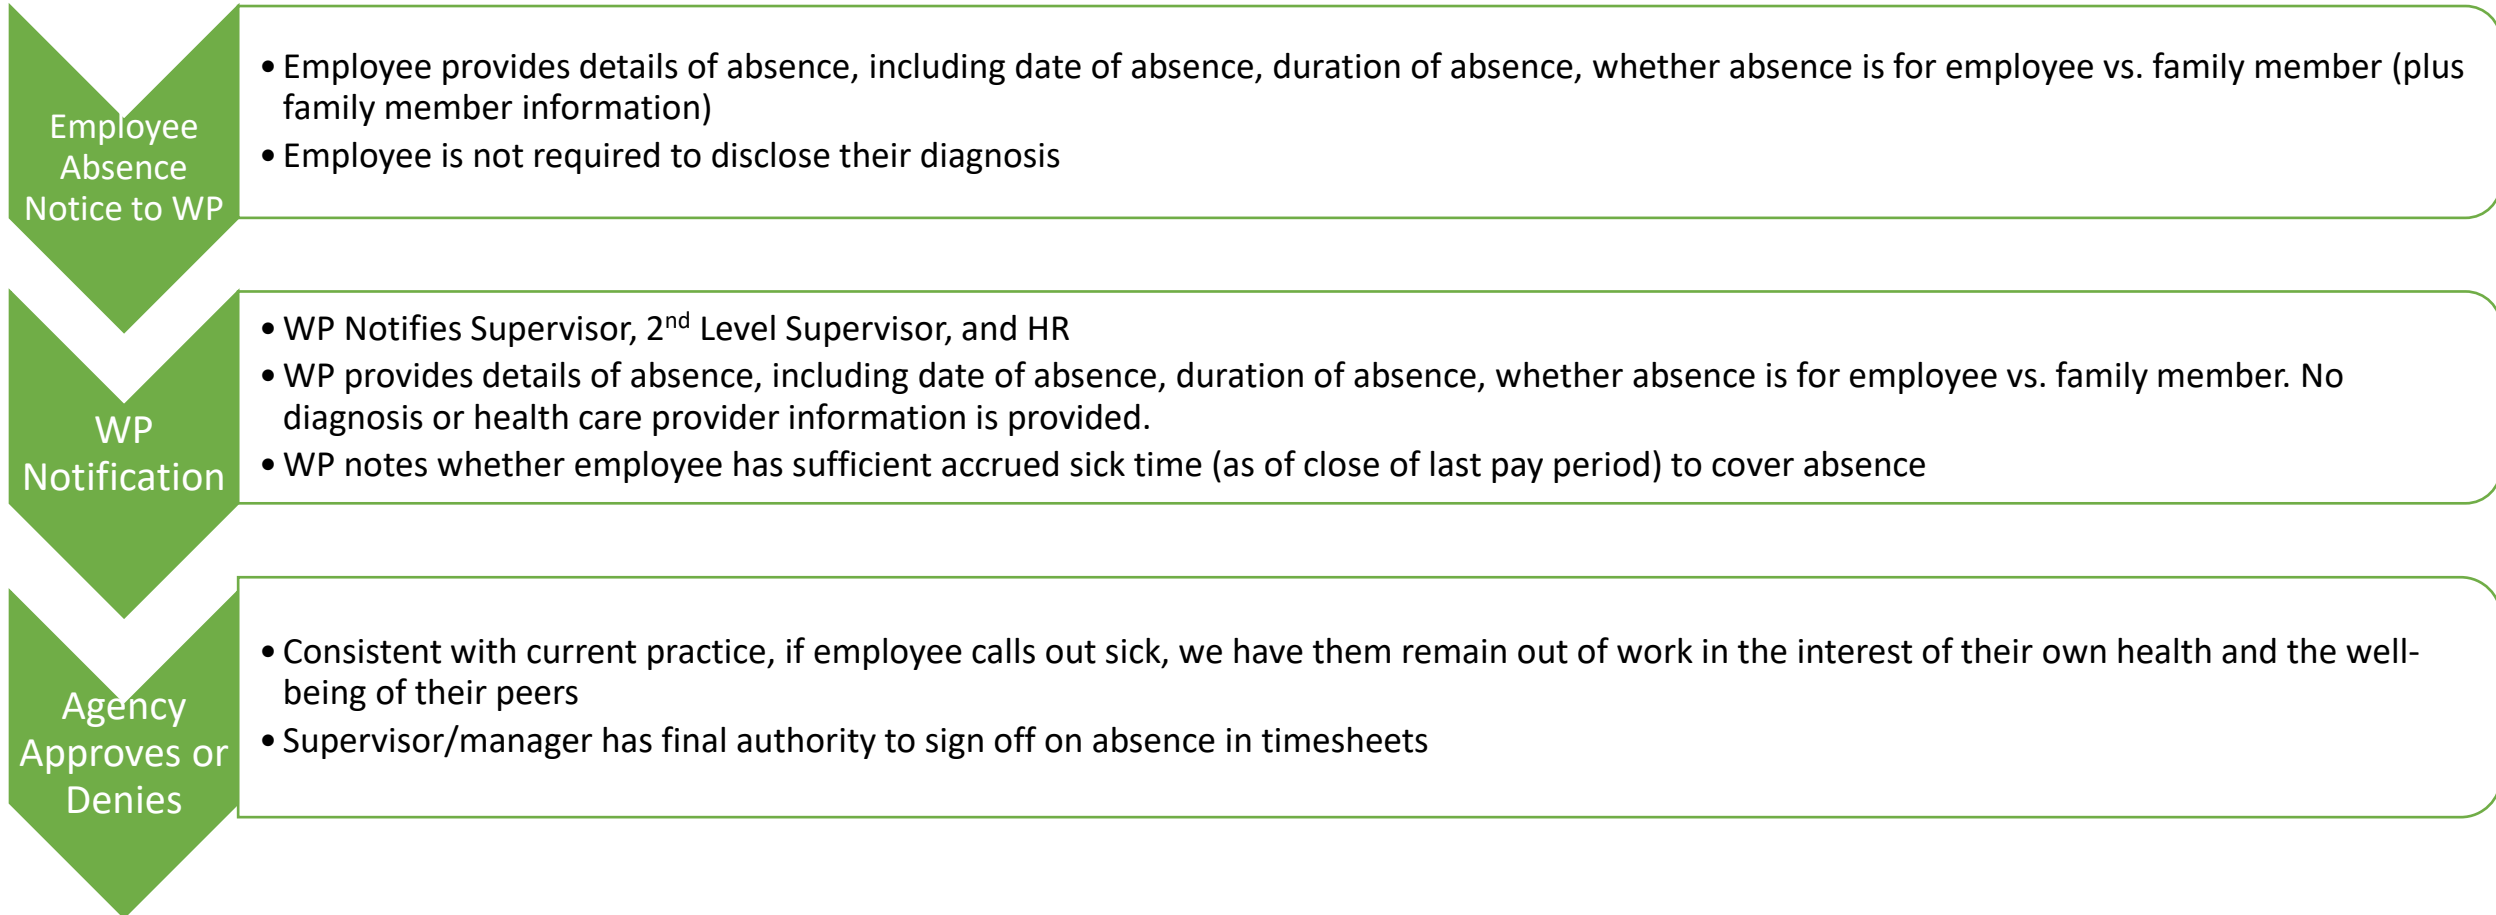 Employee
Absence
Notice to WP
• Employee provides details of absence, including date of absence, duration of absence, whether absence is for employee vs. family member (plus
family member information)
• Employee is not required to disclose their diagnosis
WP
Notification
• WP Notifies Supervisor, 2nd Level Supervisor, and HR
• WP provides details of absence, including date of absence, duration of absence, whether absence is for employee vs. family member. No
diagnosis or health care provider information is provided.
• WP notes whether employee has sufficient accrued sick time (as of close of last pay period) to cover absence
Agency
Approves or
Denies
• Consistent with current practice, if employee calls out sick, we have them remain out of work in the interest of their own health and the well-
being of their peers
• Supervisor/manager has final authority to sign off on absence in timesheets